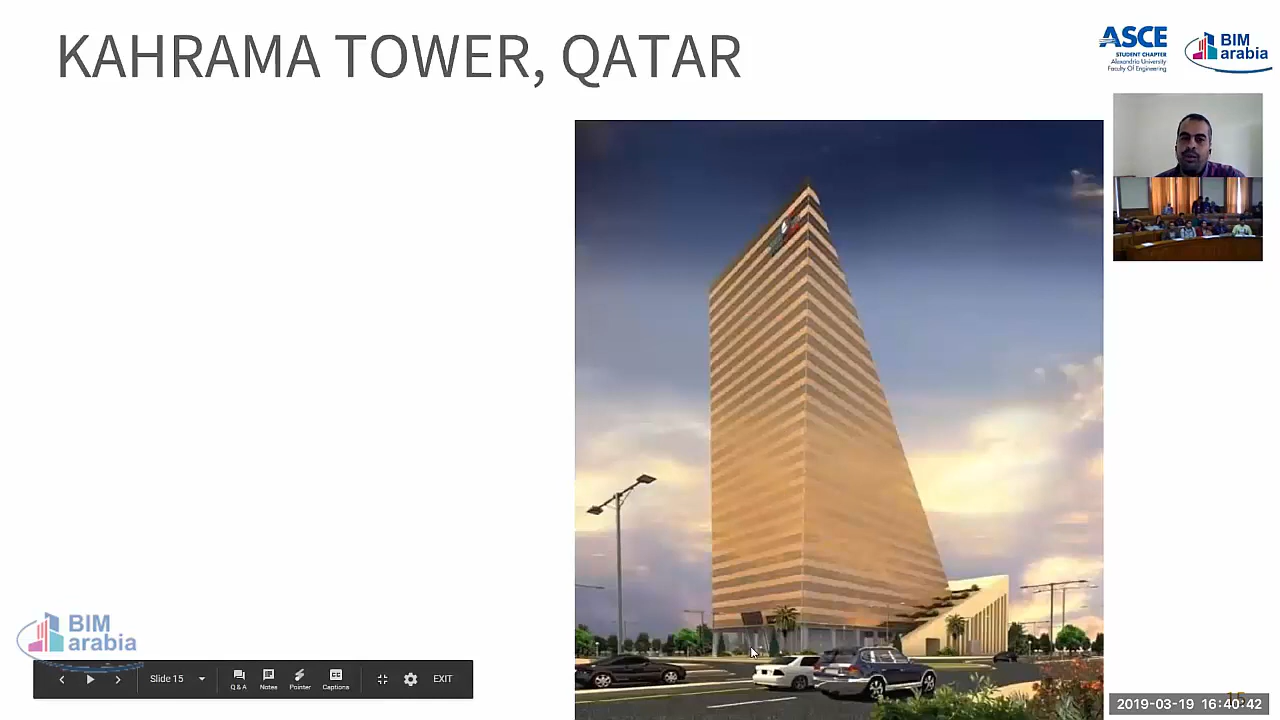 KAHRAMA TOWER, QATAR
ASCE
STUDENT CHAPTER
Alexandria University
Faculty Of Engineering
BIM
arabia
BIM
arabia
Slide 15
Q & A
Notes
Pointer
Captions
EXIT
15
2019-03-19 16:40:42